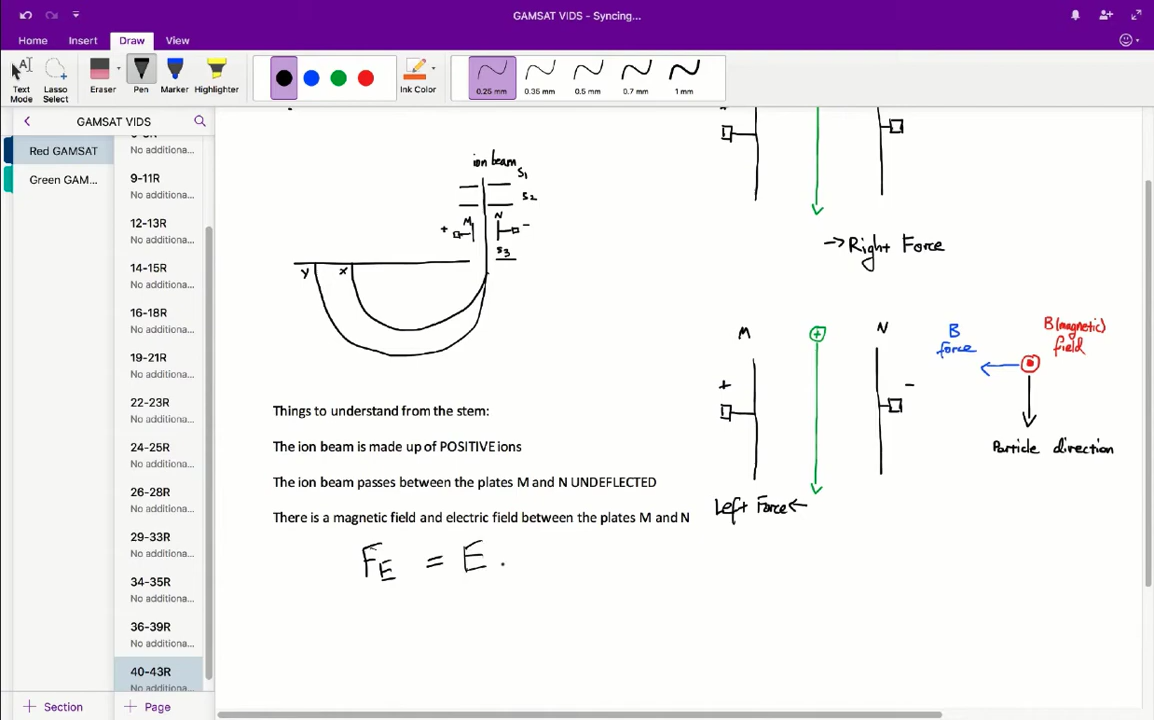 GAMSAT VIDS - Syncing...
Home Insert Draw View
Text Mode
Lasso Select
Eraser
Pen
Marker
Highlighter
Ink Color
0.25 mm 0.35 mm 0.5 mm 0.7 mm 1 mm
GAMSAT VIDS
Red GAMSAT
Green GAM...
No additiona...
9-11R
No additiona...
12-13R
No additiona...
14-15R
No additiona...
16-18R
No additiona...
19-21R
No additiona...
22-23R
No additiona...
24-25R
No additiona...
26-28R
No additiona...
29-33R
No additiona...
34-35R
No additiona...
36-39R
No additiona...
40-43R
No additiona...
+ Section
+ Page
ion beam
S1
S2
M N
+ -
S3
Y X
Things to understand from the stem:
The ion beam is made up of POSITIVE ions
The ion beam passes between the plates M and N UNDEFLECTED
There is a magnetic field and electric field between the plates M and N
FE = E .
→ Right Force
M + N
+ -
Left Force ←
B force
B(magnetic) field
Particle direction